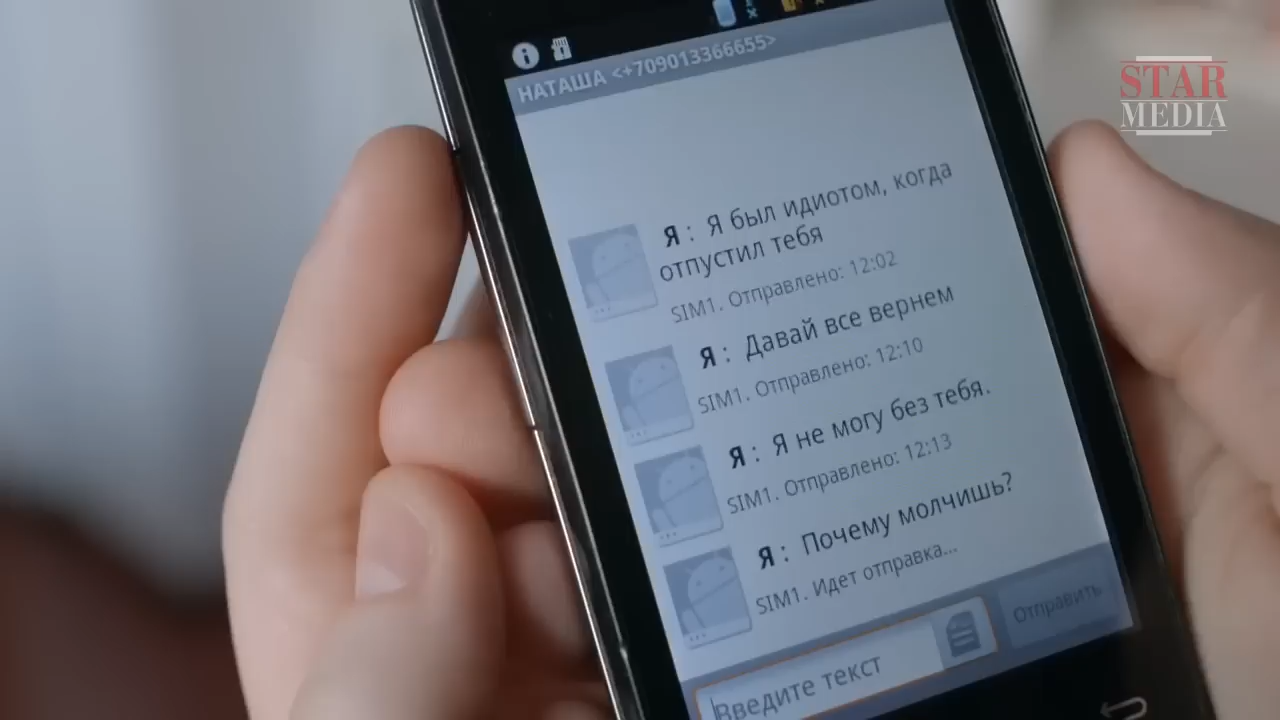 STAR
MEDIA
НАТАША <+709013366655>
Я : Я был идиотом, когда
отпустил тебя
SIM1. Отправлено: 12:02
Я : Давай все вернем
SIM1. Отправлено: 12:10
Я : Я не могу без тебя.
SIM1. Отправлено: 12:13
Я : Почему молчишь?
SIM1. Идет отправка...
Введите текст
Отправить